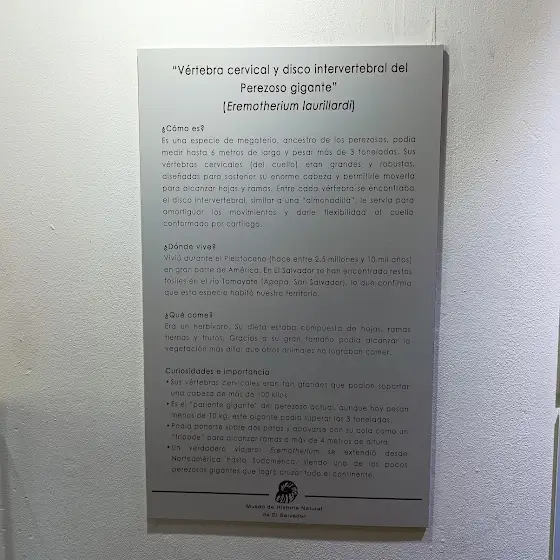 “Vértebra cervical y disco intervertebral del
Perezoso gigante”
(Eremotherium laurillardi)
¿Cómo es?
Es una especie de megaterio, ancestro de los perezosos, podía
medir hasta 6 metros de largo y pesar más de 3 toneladas. Sus
vértebras cervicales (del cuello) eran grandes y robustas,
diseñadas para sostener su enorme cabeza y permitirle moverla
para alcanzar hojas y ramas. Entre cada vértebra se encontraba
el disco intervertebral, similar a una “almohadilla”, le servía para
amortiguar los movimientos y darle flexibilidad al cuello
conformado por cartílago.
¿Dónde vive?
Vivió durante el Pleistoceno (hace entre 2.5 millones y 10 mil años)
en gran parte de América. En El Salvador se han encontrado restos
fósiles en el río Tomayate (Apopa, San Salvador), lo que confirma
que esta especie habitó nuestro territorio.
¿Qué come?
Era un herbívoro. Su dieta estaba compuesta de hojas, ramas
tiernas y frutos. Gracias a su gran tamaño podía alcanzar la
vegetación más alta, que otros animales no lograban comer.
Curiosidades e importancia
• Sus vértebras cervicales eran tan grandes que podían soportar
una cabeza de más de 100 kilos.
• Es el “pariente gigante” del perezoso actual, aunque hoy pesan
menos de 10 kg, este gigante podía superar las 3 toneladas.
• Podía pararse sobre dos patas y apoyarse con su cola como un
“trípode” para alcanzar ramas a más de 4 metros de altura.
• Un verdadero viajero: Eremotherium se extendió desde
Norteamérica hasta Sudamérica, siendo uno de los pocos
perezosos gigantes que logró cruzar todo el continente.
Museo de Historia Natural
de El Salvador